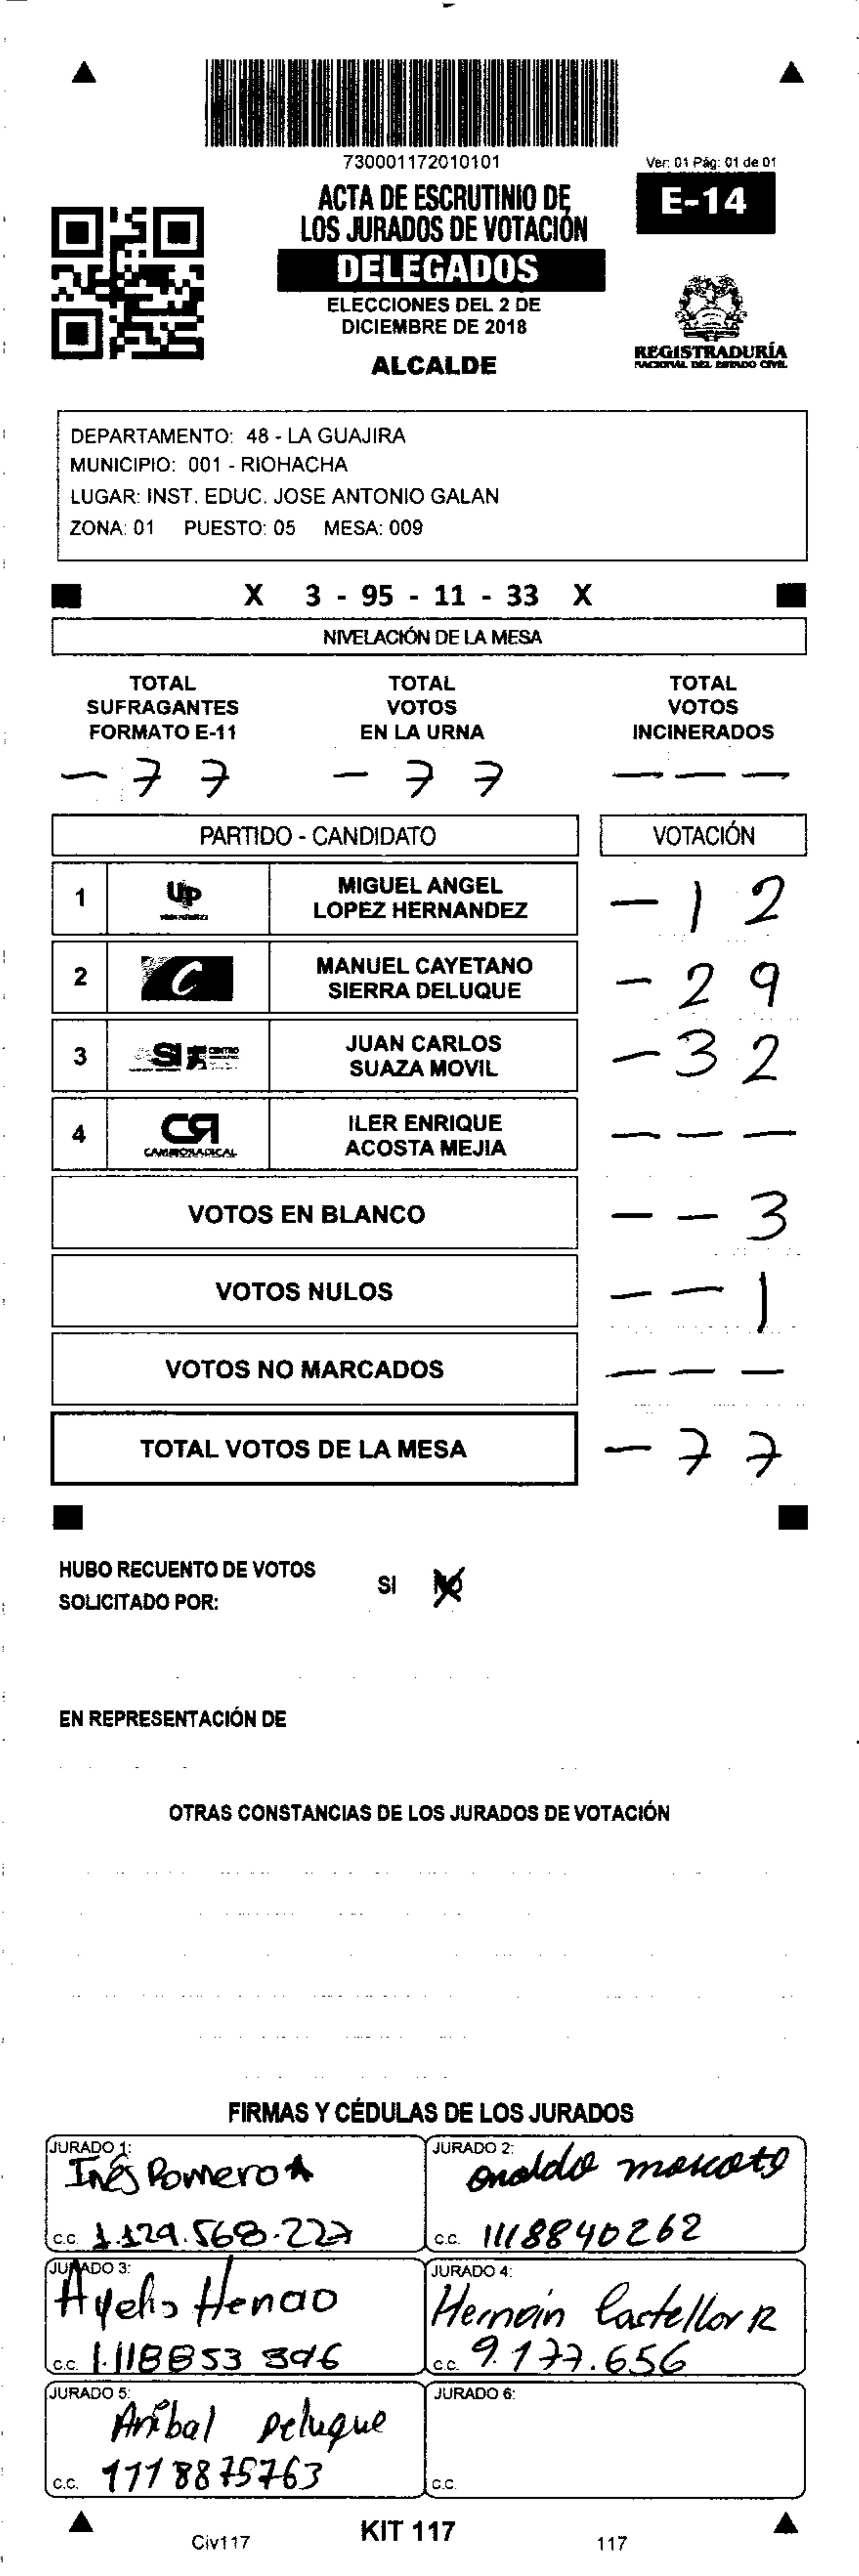 730001172010101
Ver: 01 Pág: 01 de 01
ACTA DE ESCRUTINIO DE
LOS JURADOS DE VOTACIÓN
E-14
DELEGADOS
ELECCIONES DEL 2 DE
DICIEMBRE DE 2018
ALCALDE
REGISTRADURÍA
NACIONAL DEL ESTADO CIVIL
DEPARTAMENTO: 48 - LA GUAJIRA
MUNICIPIO: 001 - RIOHACHA
LUGAR: INST. EDUC. JOSE ANTONIO GALAN
ZONA: 01 PUESTO: 05 MESA: 009
X 3 - 95 - 11 - 33 X
NIVELACIÓN DE LA MESA
TOTAL SUFRAGANTES FORMATO E-11
TOTAL VOTOS EN LA URNA
TOTAL VOTOS INCINERADOS
- 7 7
- 7 7
- - -
PARTIDO - CANDIDATO
VOTACIÓN
1 UP MIGUEL ANGEL
LOPEZ HERNANDEZ
- 1 2
2 C MANUEL CAYETANO
SIERRA DELUQUE
- 2 9
3 SI CENTRO JUAN CARLOS
SUAZA MOVIL
- 3 2
4 CR CAMBIO RADICAL ILER ENRIQUE
ACOSTA MEJIA
- - -
VOTOS EN BLANCO - - 3
VOTOS NULOS - - 1
VOTOS NO MARCADOS - - -
TOTAL VOTOS DE LA MESA - 7 7
HUBO RECUENTO DE VOTOS SI NO
SOLICITADO POR:
EN REPRESENTACIÓN DE
OTRAS CONSTANCIAS DE LOS JURADOS DE VOTACIÓN
FIRMAS Y CÉDULAS DE LOS JURADOS
JURADO 1:
Inés Romero A
c.c. 1.129.568.227
JURADO 2:
onaldo moscote
c.c. 1118840262
JURADO 3:
Ayelis Henao
c.c. 1.118853 896
JURADO 4:
Hernán Castellor R
c.c. 9.177.656
JURADO 5:
Aníbal Deluque
c.c. 1118875763
JURADO 6:
c.c.
Civ117
KIT 117
117